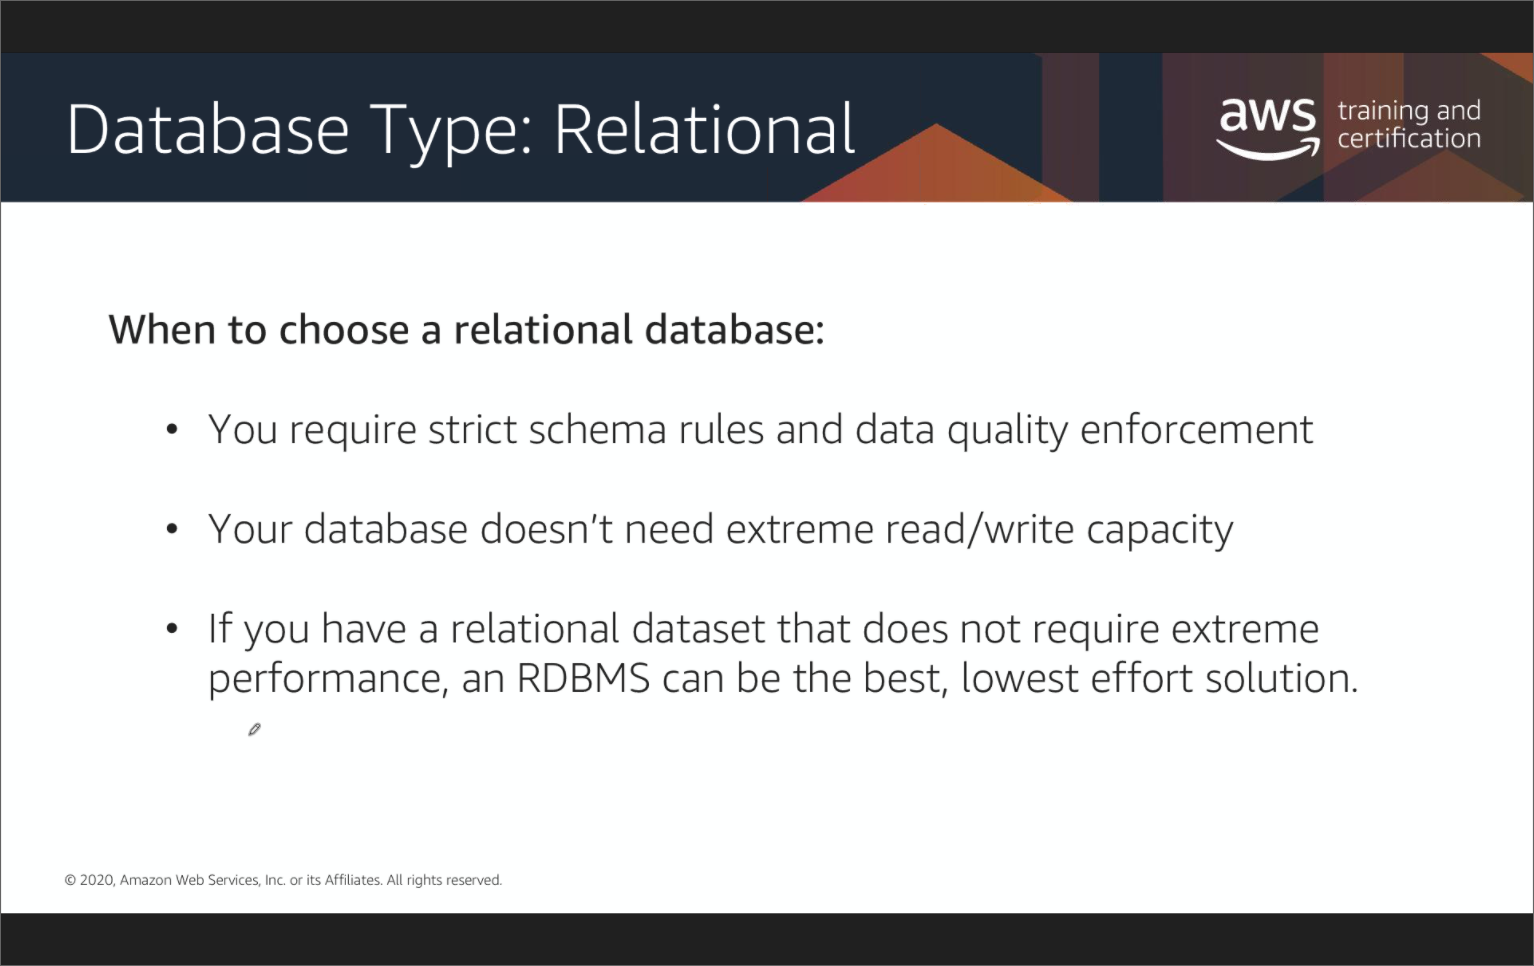 Database Type: Relational
aws training and
certification
When to choose a relational database:
• You require strict schema rules and data quality enforcement
• Your database doesn’t need extreme read/write capacity
• If you have a relational dataset that does not require extreme
performance, an RDBMS can be the best, lowest effort solution.
© 2020, Amazon Web Services, Inc. or its Affiliates. All rights reserved.